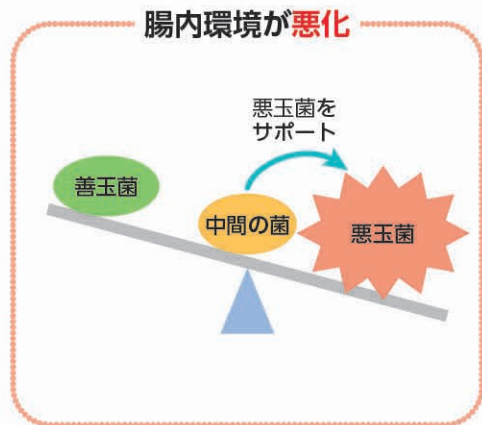 腸内環境が悪化
悪玉菌を
サポート
善玉菌
中間の菌
悪玉菌